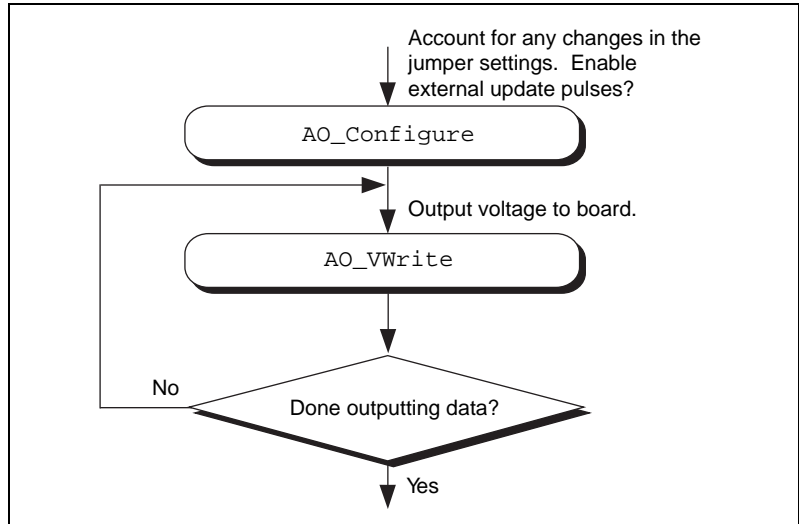 Account for any changes in the
jumper settings. Enable
external update pulses?
AO_Configure
Output voltage to board.
AO_VWrite
No
Done outputting data?
Yes